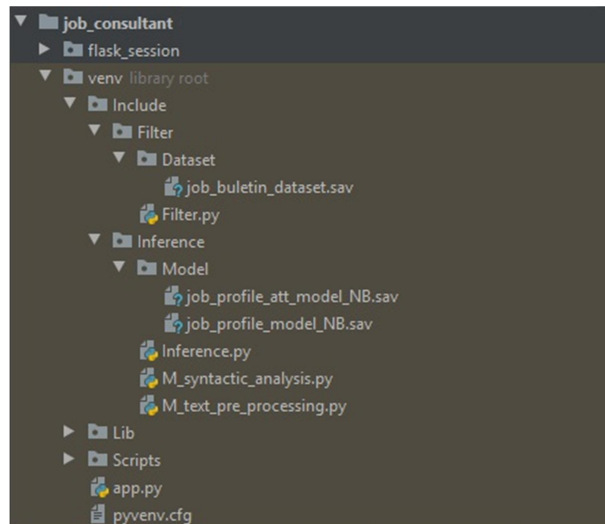 job_consultant
flask_session
venv library root
Include
Filter
Dataset
job_buletin_dataset.sav
Filter.py
Inference
Model
job_profile_att_model_NB.sav
job_profile_model_NB.sav
Inference.py
M_syntactic_analysis.py
M_text_pre_processing.py
Lib
Scripts
app.py
pyvenv.cfg